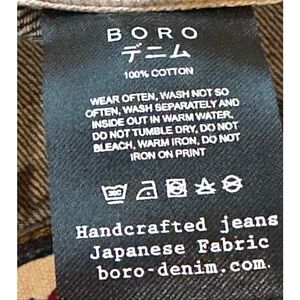 BORO
デニム
100% COTTON
WEAR OFTEN, WASH NOT SO
OFTEN, WASH SEPARATELY AND
INSIDE OUT IN WARM WATER,
DO NOT TUMBLE DRY, DO NOT
BLEACH, WARM IRON, DO NOT
IRON ON PRINT
Handcrafted jeans
Japanese Fabric
boro-denim.com.